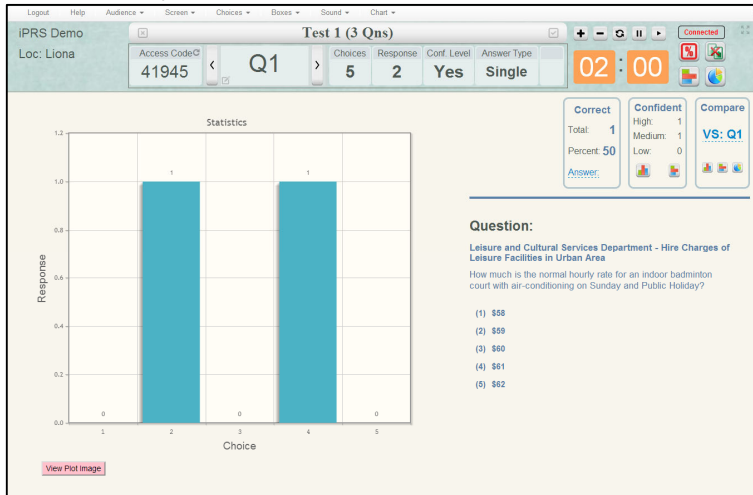 Logout Help Audience Screen Choices Boxes Sound Chart
iPRS Demo
Loc: Liona
Test 1 (3 Qns)
Connected
Access Code
41945
Q1
Choices
5
Response
2
Conf. Level
Yes
Answer Type
Single
02 : 00
Correct
Total: 1
Percent: 50
Answer:
Confident
High: 1
Medium: 1
Low: 0
Compare
VS: Q1
Statistics
1.2
1.0
0.8
0.6
0.4
0.2
0.0
Response
0 1 0 1 0
1 2 3 4 5
Choice
View Plot Image
Question:
Leisure and Cultural Services Department - Hire Charges of
Leisure Facilities in Urban Area
How much is the normal hourly rate for an indoor badminton
court with air-conditioning on Sunday and Public Holiday?
(1) $58
(2) $59
(3) $60
(4) $61
(5) $62